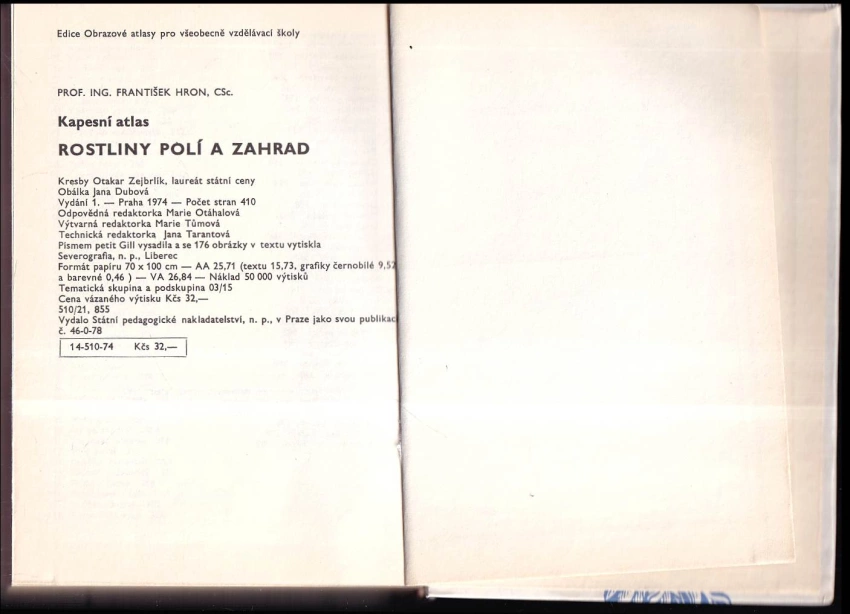 Edice Obrazové atlasy pro všeobecně vzdělávací školy
PROF. ING. FRANTIŠEK HRON, CSc.
Kapesní atlas
ROSTLINY POLÍ A ZAHRAD
Kresby Otakar Zejbrlík, laureát státní ceny
Obálka Jana Dubová
Vydání 1. — Praha 1974 — Počet stran 410
Odpovědná redaktorka Marie Otáhalová
Výtvarná redaktorka Marie Tůmová
Technická redaktorka Jana Tarantová
Písmem petit Gill vysadila a se 176 obrázky v textu vytiskla
Severografia, n. p., Liberec
Formát papíru 70 x 100 cm — AA 25,71 (textu 15,73, grafiky černobílé 9,52
a barevné 0,46 ) — VA 26,84 — Náklad 50 000 výtisků
Tematická skupina a podskupina 03/15
Cena vázaného výtisku Kčs 32,—
510/21, 855
Vydalo Státní pedagogické nakladatelství, n. p., v Praze jako svou publikac
č. 46-0-78
14-510-74 Kčs 32,—